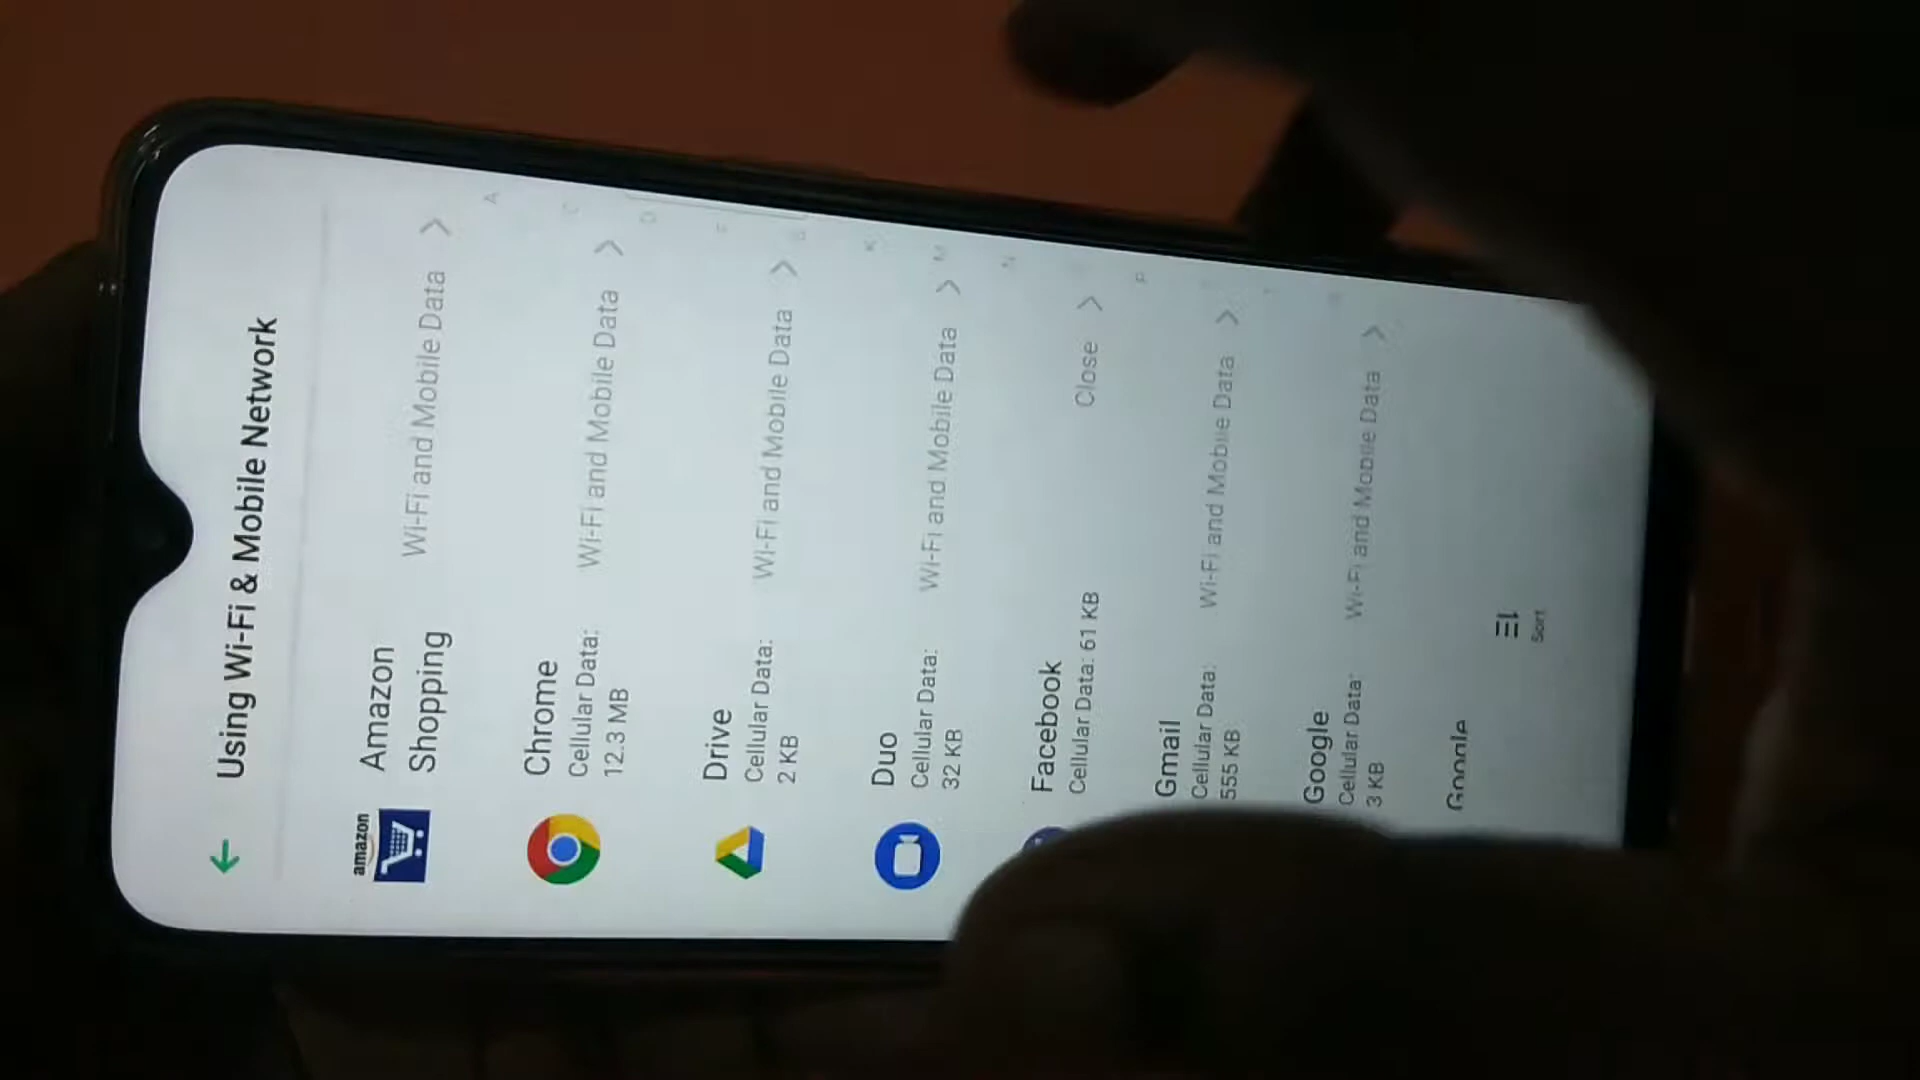 Using Wi-Fi & Mobile Network
amazon
Amazon
Shopping
Wi-Fi and Mobile Data
A
Chrome
Cellular Data:
12.3 MB
Wi-Fi and Mobile Data
C
D
Drive
Cellular Data:
2 KB
Wi-Fi and Mobile Data
F
Duo
Cellular Data:
32 KB
Wi-Fi and Mobile Data
K
M
N
Facebook
Cellular Data: 61 KB
Close
P
Gmail
Cellular Data:
555 KB
Wi-Fi and Mobile Data
Google
Cellular Data:
3 KB
Wi-Fi and Mobile Data
Google
Sort